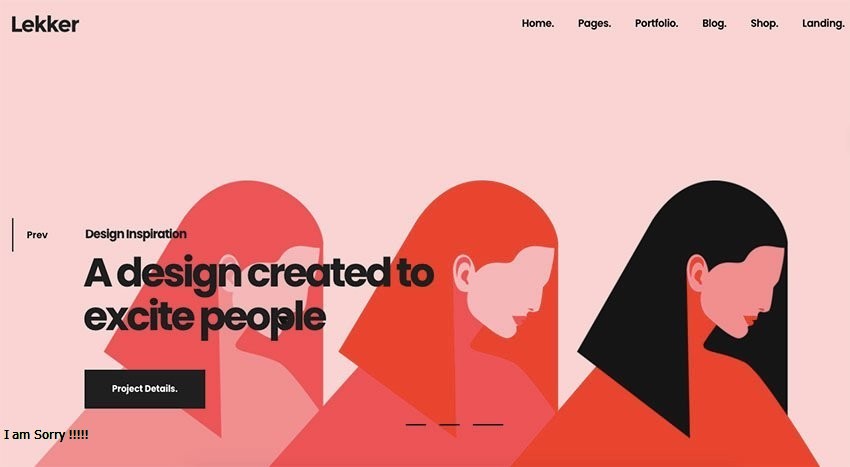 Lekker
Home. Pages. Portfolio. Blog. Shop. Landing.
Prev
Design Inspiration
A design created to
excite people
Project Details.
I am Sorry !!!!!